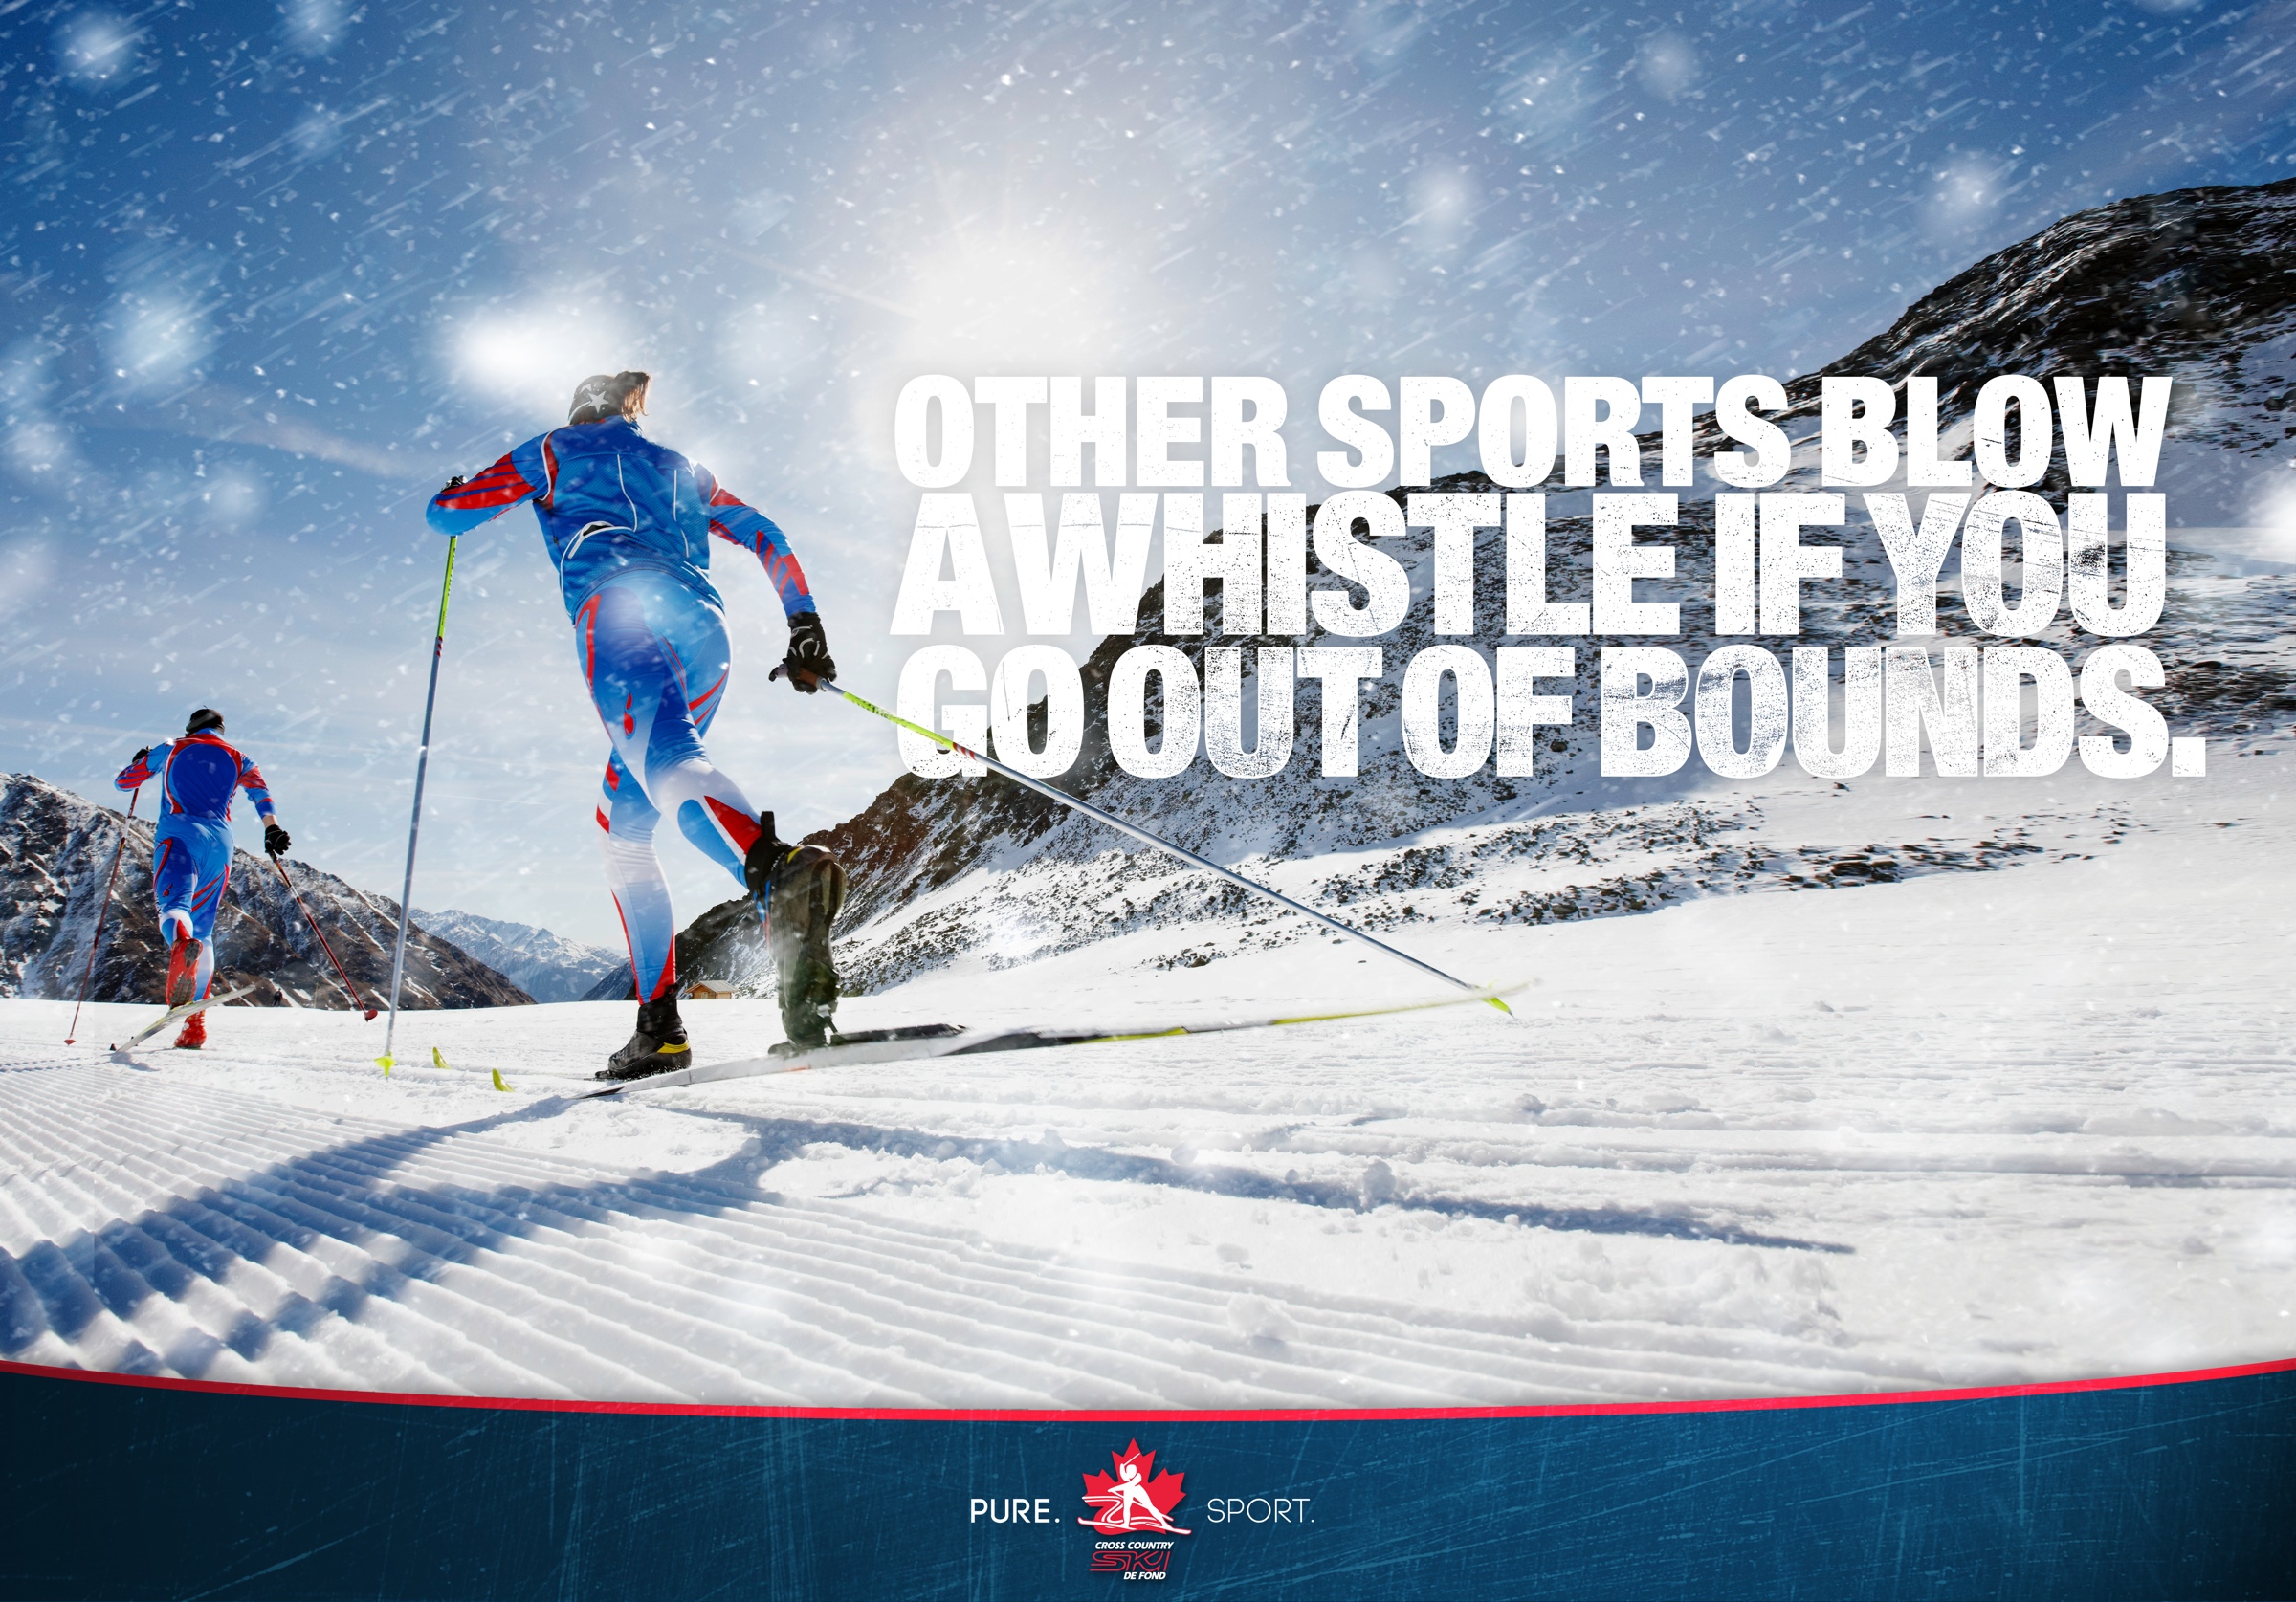 OTHER SPORTS BLOW
A WHISTLE IF YOU
GO OUT OF BOUNDS.
PURE.
SPORT.
CROSS COUNTRY
SKI
DE FOND